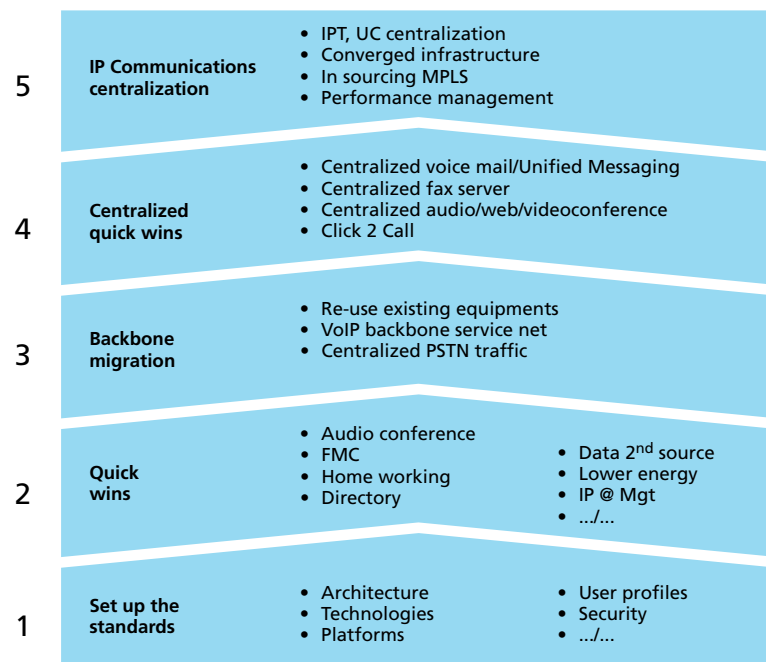 5
IP Communications
centralization
• IPT, UC centralization
• Converged infrastructure
• In sourcing MPLS
• Performance management
4
Centralized
quick wins
• Centralized voice mail/Unified Messaging
• Centralized fax server
• Centralized audio/web/videoconference
• Click 2 Call
3
Backbone
migration
• Re-use existing equipments
• VoIP backbone service net
• Centralized PSTN traffic
2
Quick
wins
• Audio conference
• FMC
• Home working
• Directory
• Data 2nd source
• Lower energy
• IP @ Mgt
• .../...
1
Set up the
standards
• Architecture
• Technologies
• Platforms
• User profiles
• Security
• .../...